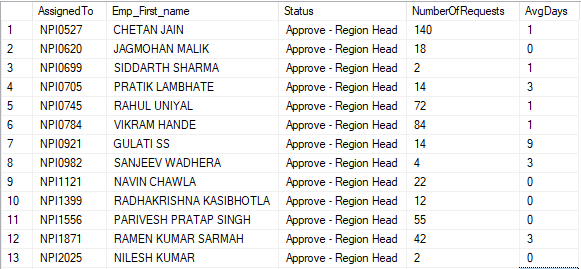 AssignedTo Emp_First_name Status NumberOfRequests AvgDays
1 NPI0527 CHETAN JAIN Approve - Region Head 140 1
2 NPI0620 JAGMOHAN MALIK Approve - Region Head 18 0
3 NPI0699 SIDDARTH SHARMA Approve - Region Head 2 1
4 NPI0705 PRATIK LAMBHATE Approve - Region Head 14 3
5 NPI0745 RAHUL UNIYAL Approve - Region Head 72 1
6 NPI0784 VIKRAM HANDE Approve - Region Head 84 1
7 NPI0921 GULATI SS Approve - Region Head 14 9
8 NPI0982 SANJEEV WADHERA Approve - Region Head 4 3
9 NPI1121 NAVIN CHAWLA Approve - Region Head 22 0
10 NPI1399 RADHAKRISHNA KASIBHOTLA Approve - Region Head 12 0
11 NPI1556 PARIVESH PRATAP SINGH Approve - Region Head 55 0
12 NPI1871 RAMEN KUMAR SARMAH Approve - Region Head 42 3
13 NPI2025 NILESH KUMAR Approve - Region Head 2 0